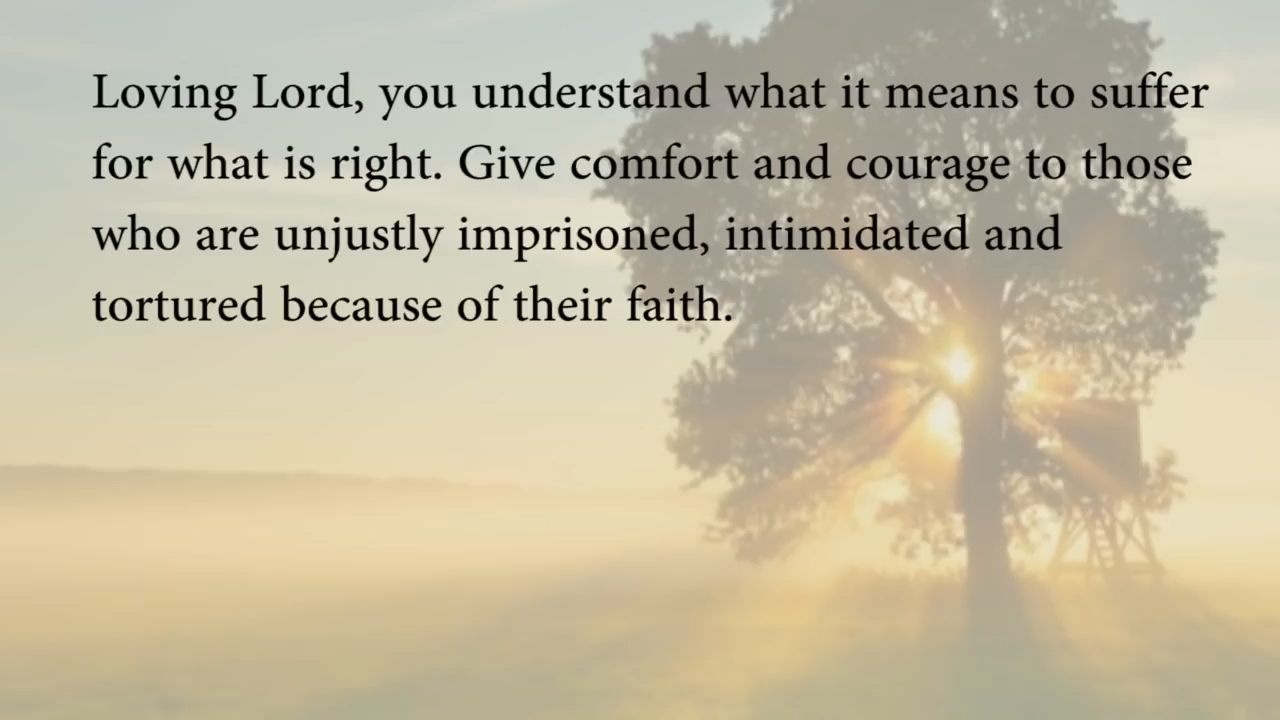 Loving Lord, you understand what it means to suffer
for what is right. Give comfort and courage to those
who are unjustly imprisoned, intimidated and
tortured because of their faith.